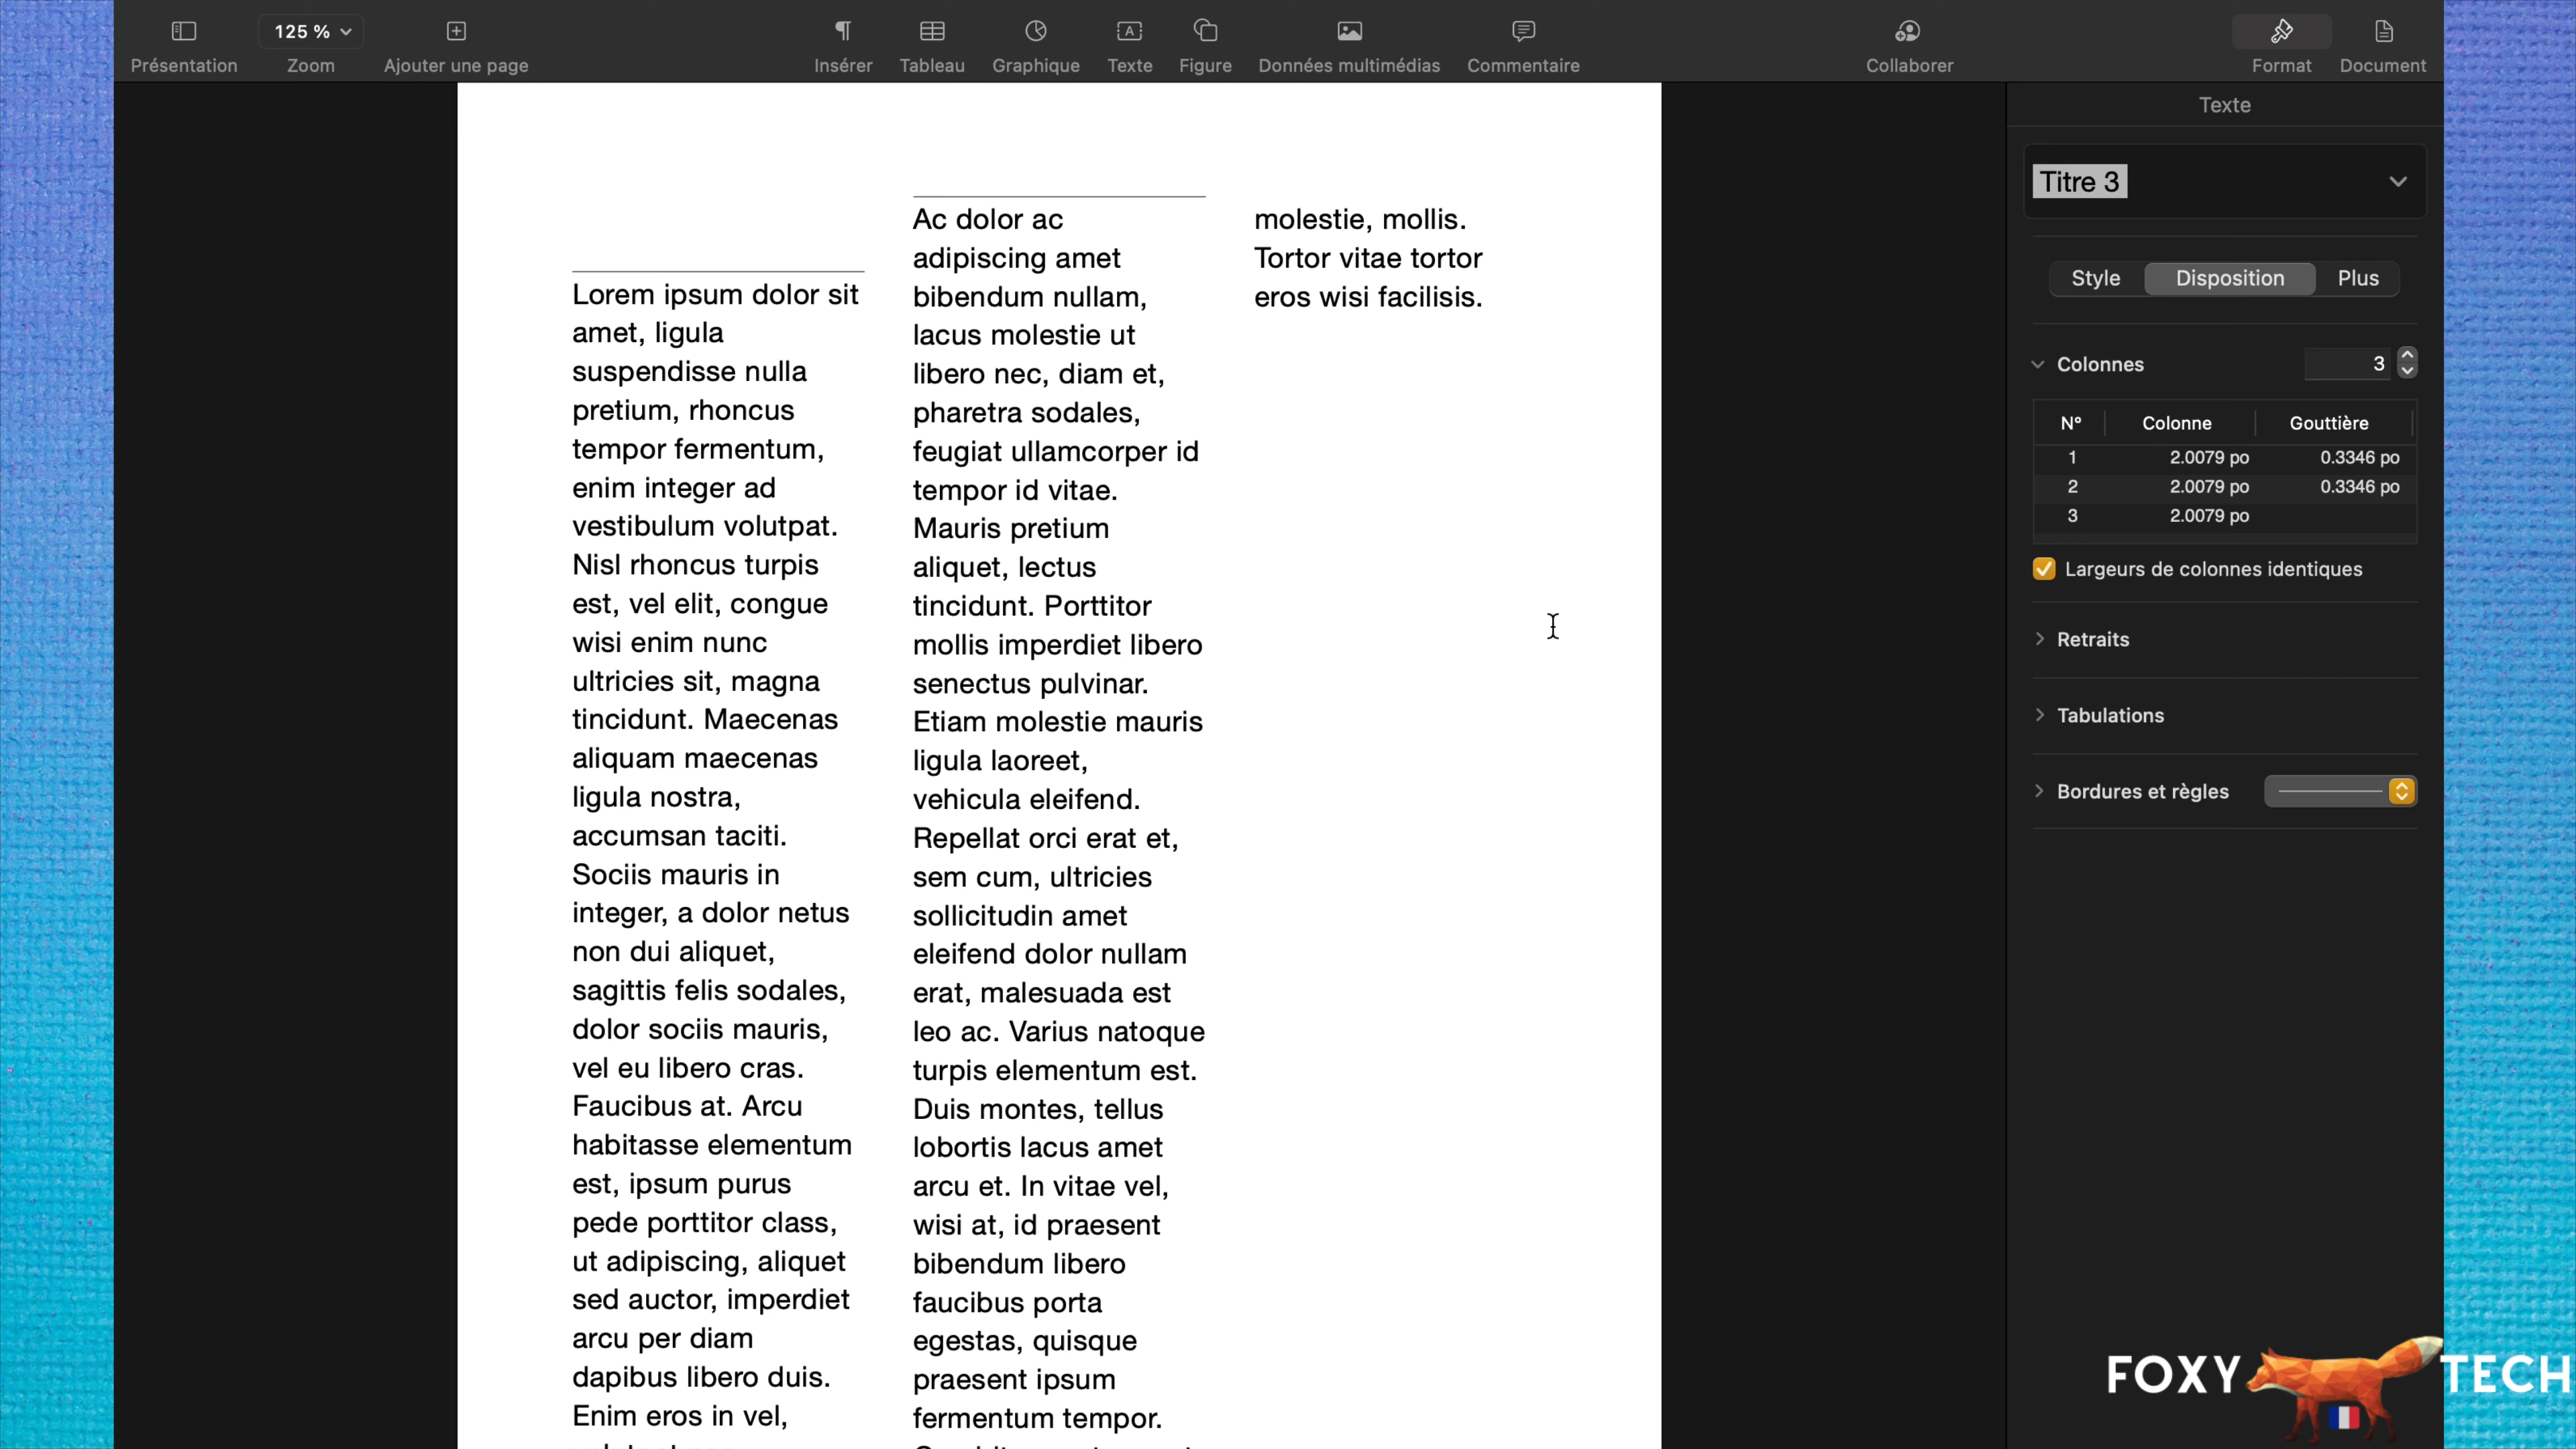 125 %
Présentation
Zoom
Ajouter une page
Insérer
Tableau
Graphique
Texte
Figure
Données multimédias
Commentaire
Collaborer
Format
Document
Lorem ipsum dolor sit
amet, ligula
suspendisse nulla
pretium, rhoncus
tempor fermentum,
enim integer ad
vestibulum volutpat.
Nisl rhoncus turpis
est, vel elit, congue
wisi enim nunc
ultricies sit, magna
tincidunt. Maecenas
aliquam maecenas
ligula nostra,
accumsan taciti.
Sociis mauris in
integer, a dolor netus
non dui aliquet,
sagittis felis sodales,
dolor sociis mauris,
vel eu libero cras.
Faucibus at. Arcu
habitasse elementum
est, ipsum purus
pede porttitor class,
ut adipiscing, aliquet
sed auctor, imperdiet
arcu per diam
dapibus libero duis.
Enim eros in vel,
Ac dolor ac
adipiscing amet
bibendum nullam,
lacus molestie ut
libero nec, diam et,
pharetra sodales,
feugiat ullamcorper id
tempor id vitae.
Mauris pretium
aliquet, lectus
tincidunt. Porttitor
mollis imperdiet libero
senectus pulvinar.
Etiam molestie mauris
ligula laoreet,
vehicula eleifend.
Repellat orci erat et,
sem cum, ultricies
sollicitudin amet
eleifend dolor nullam
erat, malesuada est
leo ac. Varius natoque
turpis elementum est.
Duis montes, tellus
lobortis lacus amet
arcu et. In vitae vel,
wisi at, id praesent
bibendum libero
faucibus porta
egestas, quisque
praesent ipsum
fermentum tempor.
molestie, mollis.
Tortor vitae tortor
eros wisi facilisis.
Texte
Titre 3
Style Disposition Plus
Colonnes 3
N° Colonne Gouttière
1 2.0079 po 0.3346 po
2 2.0079 po 0.3346 po
3 2.0079 po
Largeurs de colonnes identiques
Retraits
Tabulations
Bordures et règles
FOXY TECH